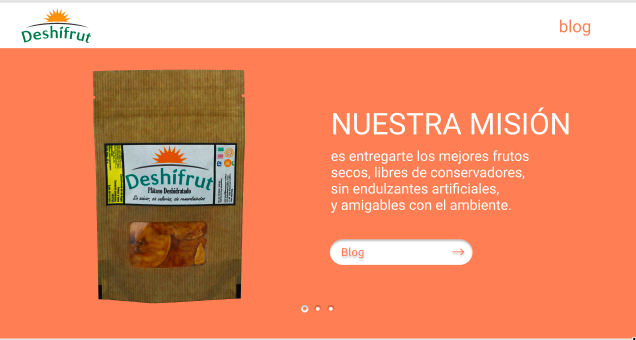 Deshifrut
blog
Deshifrut
Plátano Deshidratado
NUESTRA MISIÓN
es entregarte los mejores frutos
secos, libres de conservadores,
sin endulzantes artificiales,
y amigables con el ambiente.
Blog